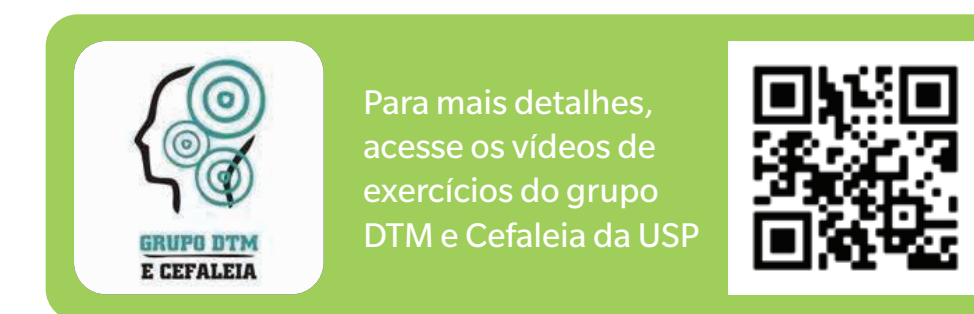 GRUPO DTM
E CEFALEIA
Para mais detalhes,
acesse os vídeos de
exercícios do grupo
DTM e Cefaleia da USP